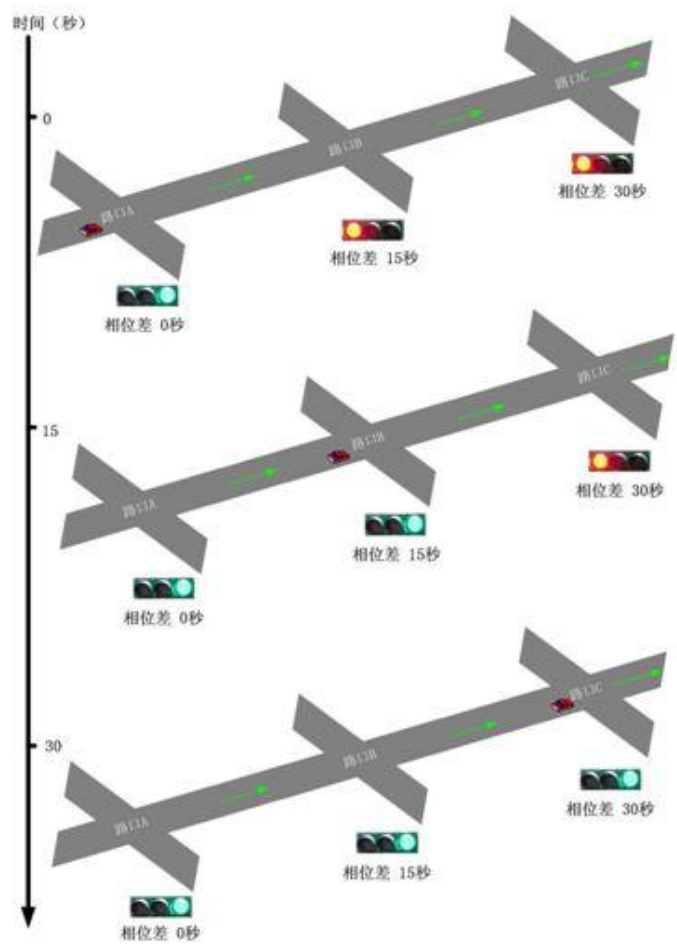 时间（秒）
0
路口C
路口B
相位差 30秒
路口A
相位差 15秒
相位差 0秒
15
路口C
路口B
相位差 30秒
路口A
相位差 15秒
相位差 0秒
30
路口C
路口B
相位差 30秒
路口A
相位差 15秒
相位差 0秒